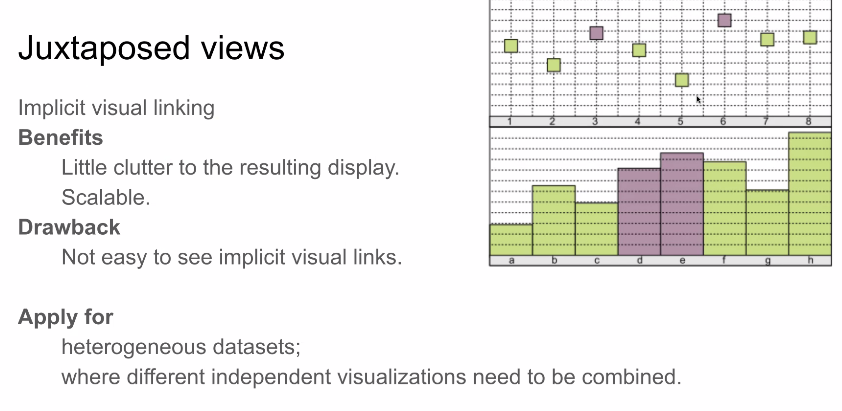 Juxtaposed views
Implicit visual linking
Benefits
Little clutter to the resulting display.
Scalable.
Drawback
Not easy to see implicit visual links.
Apply for
heterogeneous datasets;
where different independent visualizations need to be combined.
1 2 3 4 5 6 7 8
a b c d e f g h